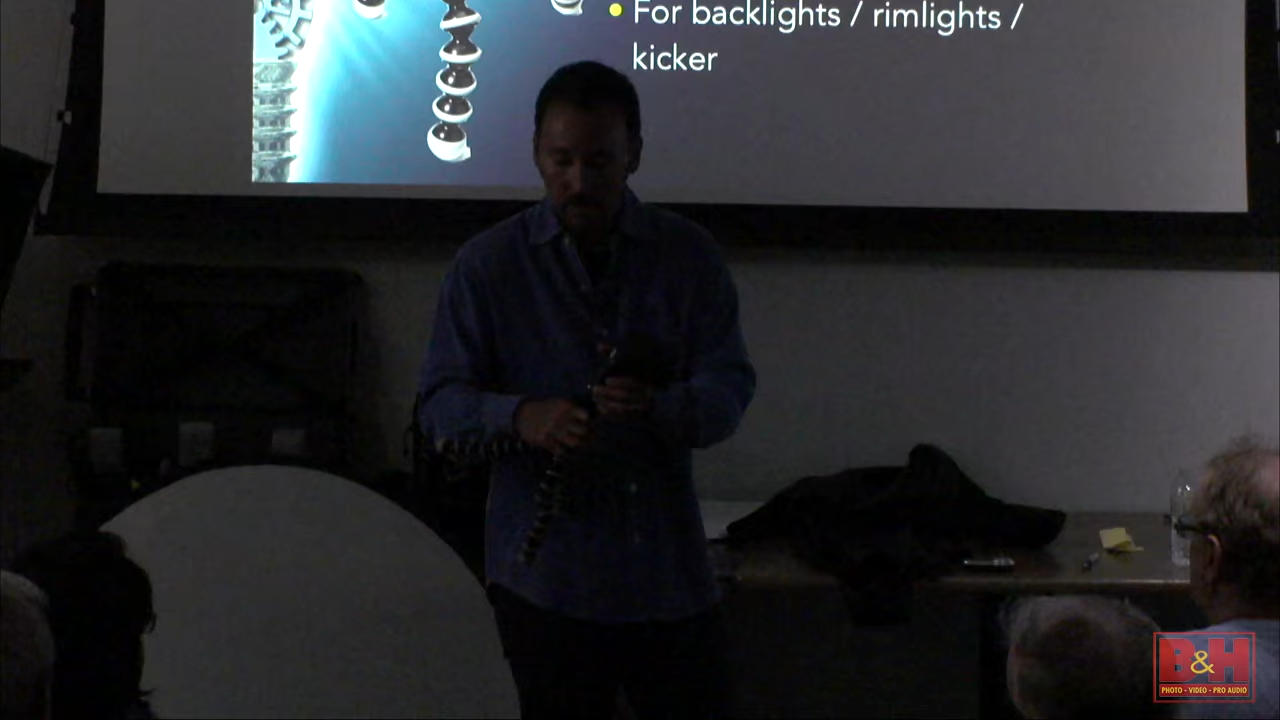 For backlights / rimlights /
kicker
B&H
PHOTO - VIDEO - PRO AUDIO